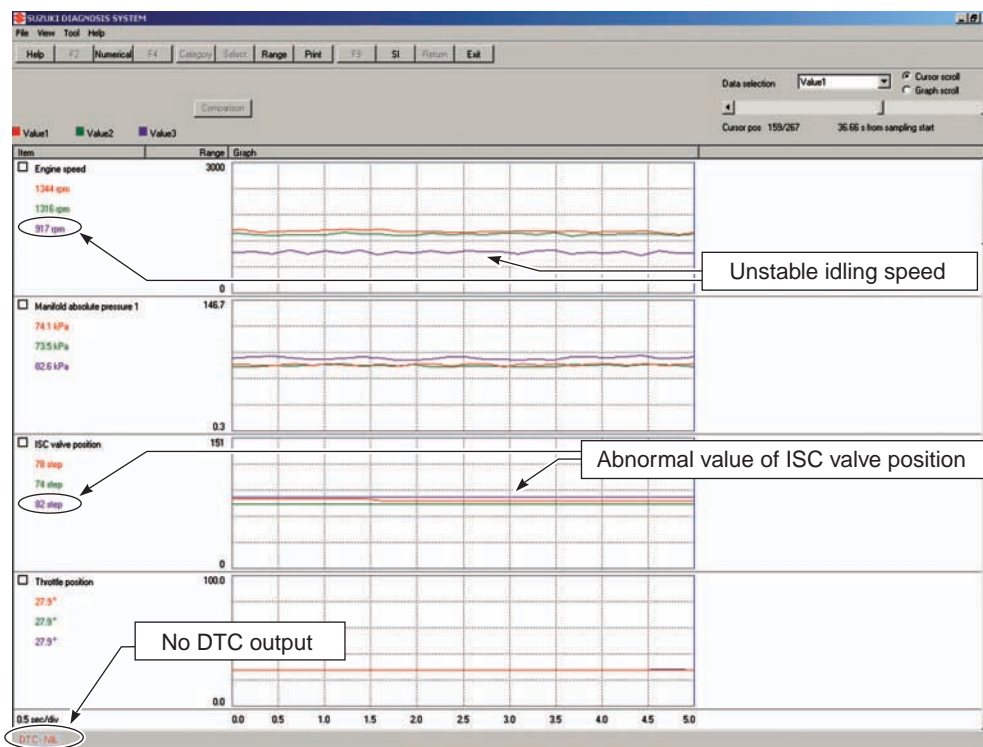 SUZUKI DIAGNOSIS SYSTEM
File View Tool Help
Help F2 Numerical F4 Category Select Range Print F9 SI Return Exit
Data selection Value1 Cursor scroll
Graph scroll
Comparison
Cursor pos 159/267 36.66 s from sampling start
Value1 Value2 Value3
Item Range Graph
Engine speed 3000
1344 rpm
1316 rpm
917 rpm
Unstable idling speed
0
Manifold absolute pressure 1 146.7
74.1 kPa
73.5 kPa
82.6 kPa
0.3
ISC valve position 151
Abnormal value of ISC valve position
78 step
74 step
82 step
0
Throttle position 100.0
27.9°
27.9°
27.9°
No DTC output
0.0
0.5 sec/div 0.0 0.5 1.0 1.5 2.0 2.5 3.0 3.5 4.0 4.5 5.0
DTC - NIL